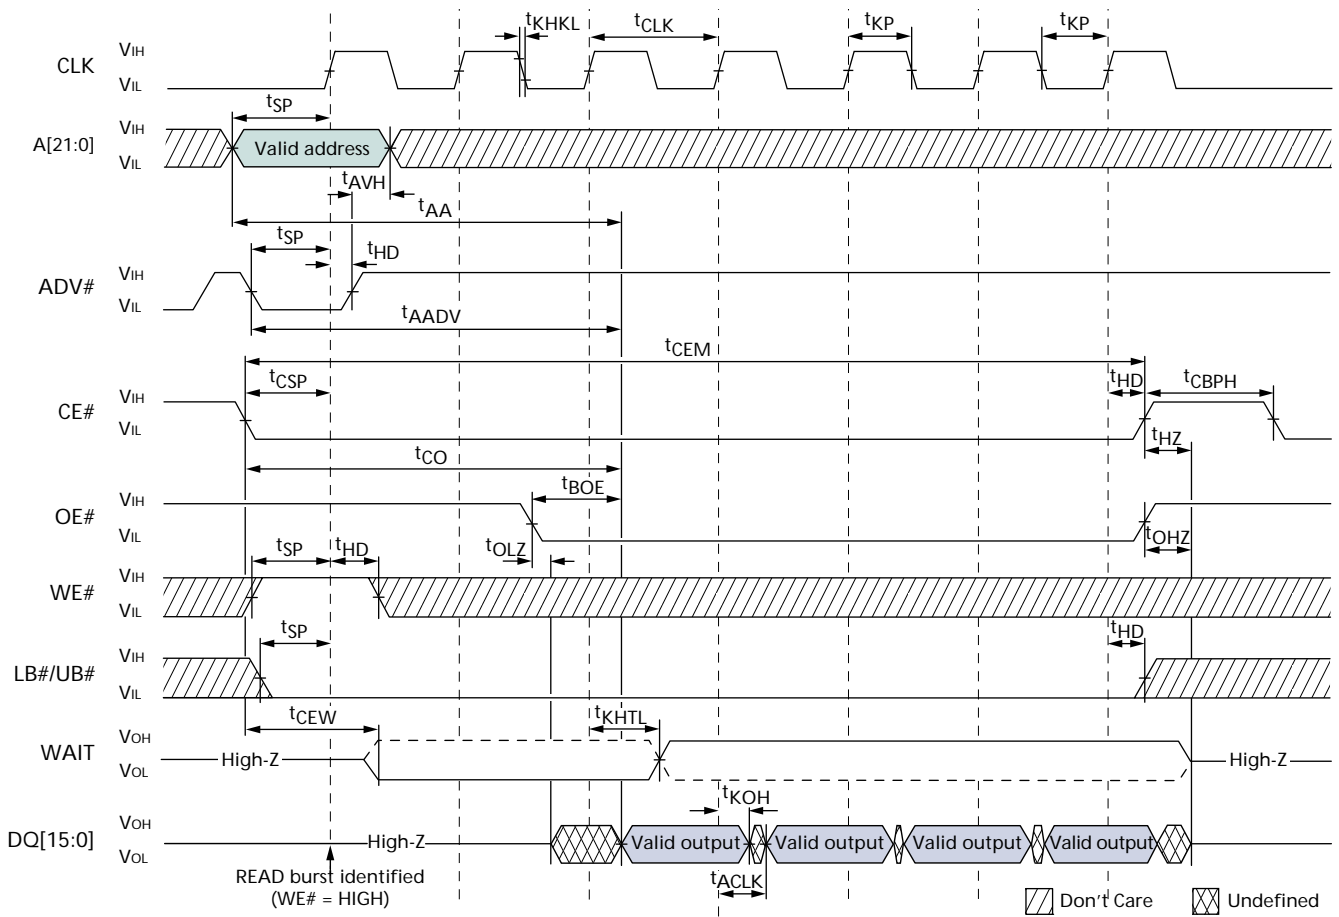 tKHKL tCLK tKP tKP
CLK VIH
VIL
tSP
A[21:0] VIH
VIL
Valid address
tAVH
tAA
tSP tHD
ADV# VIH
VIL
tAADV
tCEM
tCSP tHD tCBPH
CE# VIH
VIL
tHZ
tCO
tBOE
OE# VIH
VIL
tOHZ
tSP tHD tOLZ
WE# VIH
VIL
tSP tHD
LB#/UB# VIH
VIL
tCEW tKHTL
WAIT VOH
VOL
High-Z High-Z
tKOH
DQ[15:0] VOH
VOL
High-Z Valid output Valid output Valid output Valid output
tACLK
READ burst identified
(WE# = HIGH)
Don't Care Undefined